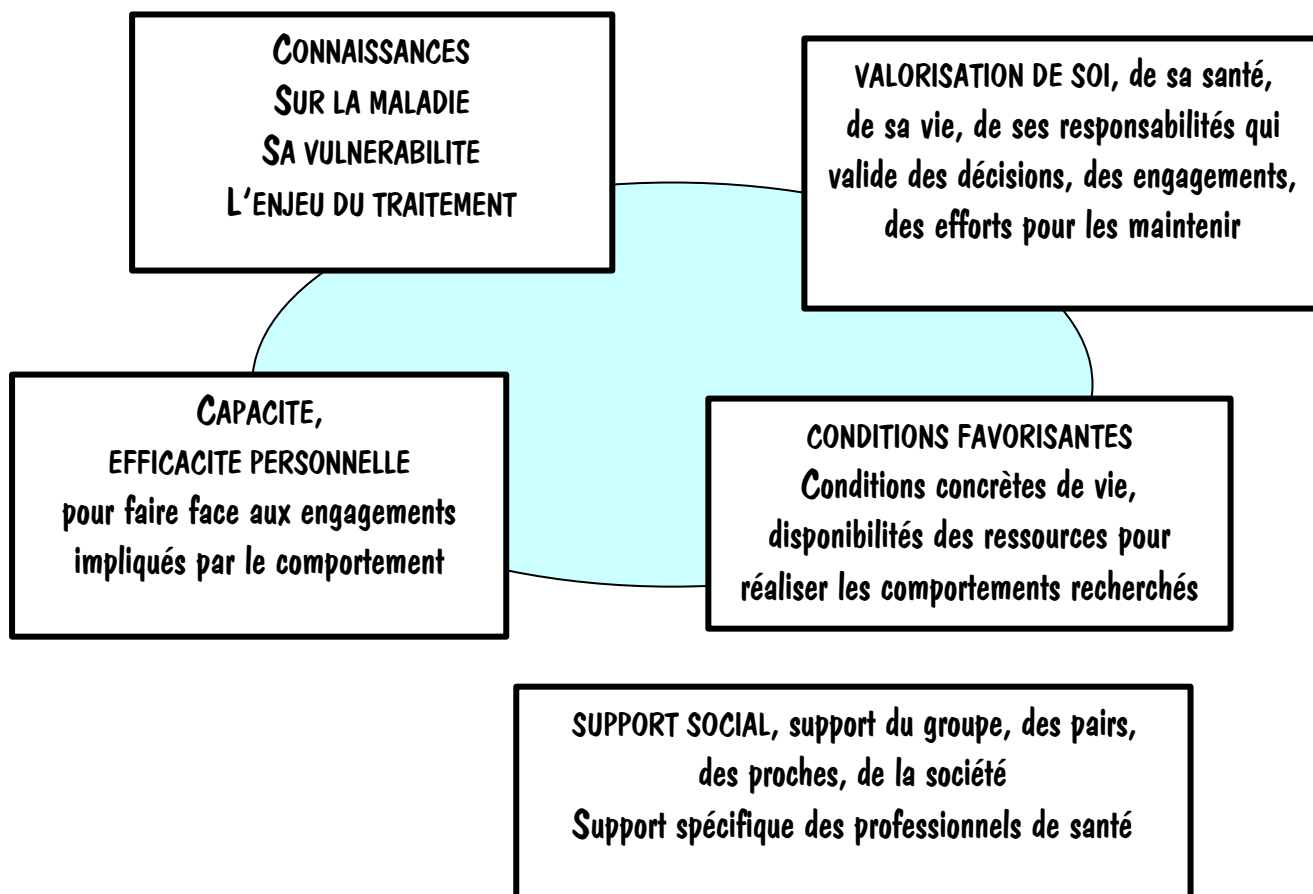 CONNAISSANCES
SUR LA MALADIE
SA VULNERABILITE
L'ENJEU DU TRAITEMENT
VALORISATION DE SOI, de sa santé,
de sa vie, de ses responsabilités qui
valide des décisions, des engagements,
des efforts pour les maintenir
CAPACITE,
EFFICACITE PERSONNELLE
pour faire face aux engagements
impliqués par le comportement
CONDITIONS FAVORISANTES
Conditions concrètes de vie,
disponibilités des ressources pour
réaliser les comportements recherchés
SUPPORT SOCIAL, support du groupe, des pairs,
des proches, de la société
Support spécifique des professionnels de santé